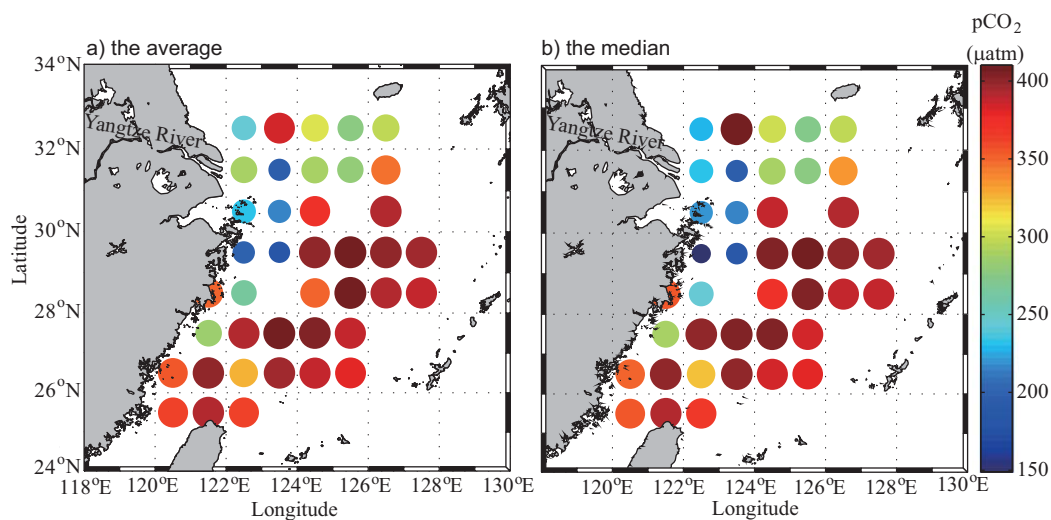 a) the average
b) the median
pCO₂
(μatm)
34°N
32°N
30°N
28°N
26°N
24°N
Latitude
Yangtze River
Yangtze River
118°E 120°E 122°E 124°E 126°E 128°E 130°E
Longitude
120°E 122°E 124°E 126°E 128°E 130°E
Longitude
400
350
300
250
200
150